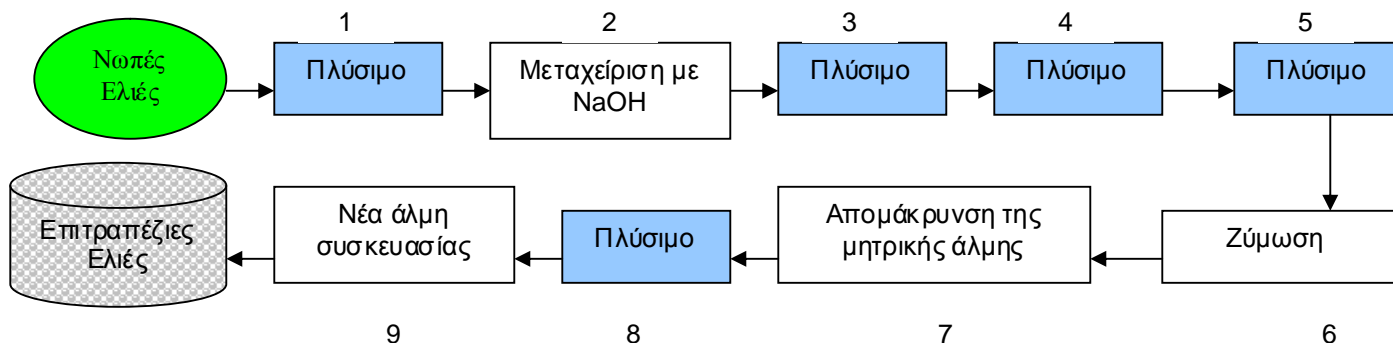 1
2
3
4
5
Νωπές
Ελιές
Πλύσιμο
Μεταχείριση με
NaOH
Πλύσιμο
Πλύσιμο
Πλύσιμο
Επιτραπέζιες
Ελιές
Νέα άλμη
συσκευασίας
Πλύσιμο
Απομάκρυνση της
μητρικής άλμης
Ζύμωση
9
8
7
6